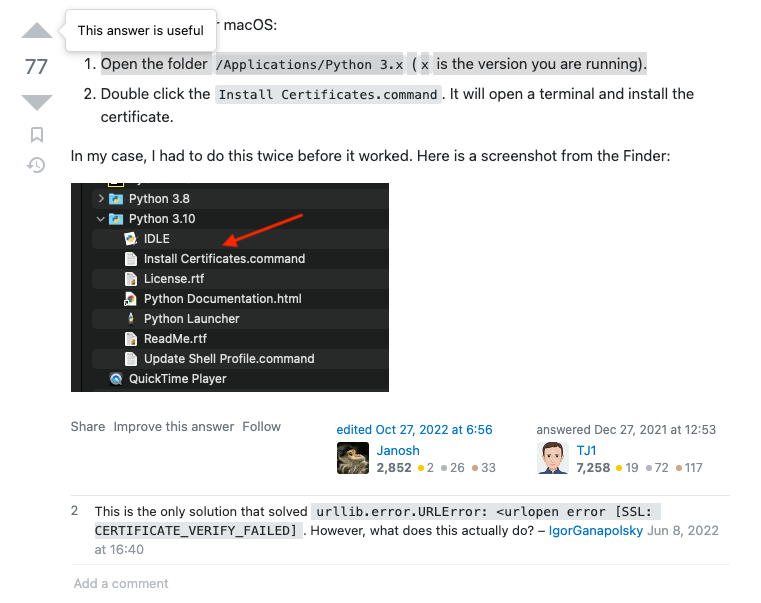 This answer is useful
r macOS:
77
1. Open the folder /Applications/Python 3.x (x is the version you are running).
2. Double click the Install Certificates.command. It will open a terminal and install the
certificate.
In my case, I had to do this twice before it worked. Here is a screenshot from the Finder:
Python 3.8
Python 3.10
IDLE
Install Certificates.command
License.rtf
Python Documentation.html
Python Launcher
ReadMe.rtf
Update Shell Profile.command
QuickTime Player
Share Improve this answer Follow
edited Oct 27, 2022 at 6:56
Janosh
2,852 2 26 33
answered Dec 27, 2021 at 12:53
TJ1
7,258 19 72 117
2 This is the only solution that solved urllib.error.URLError: <urlopen error [SSL:
CERTIFICATE_VERIFY_FAILED]. However, what does this actually do? – IgorGanapolsky Jun 8, 2022
at 16:40
Add a comment